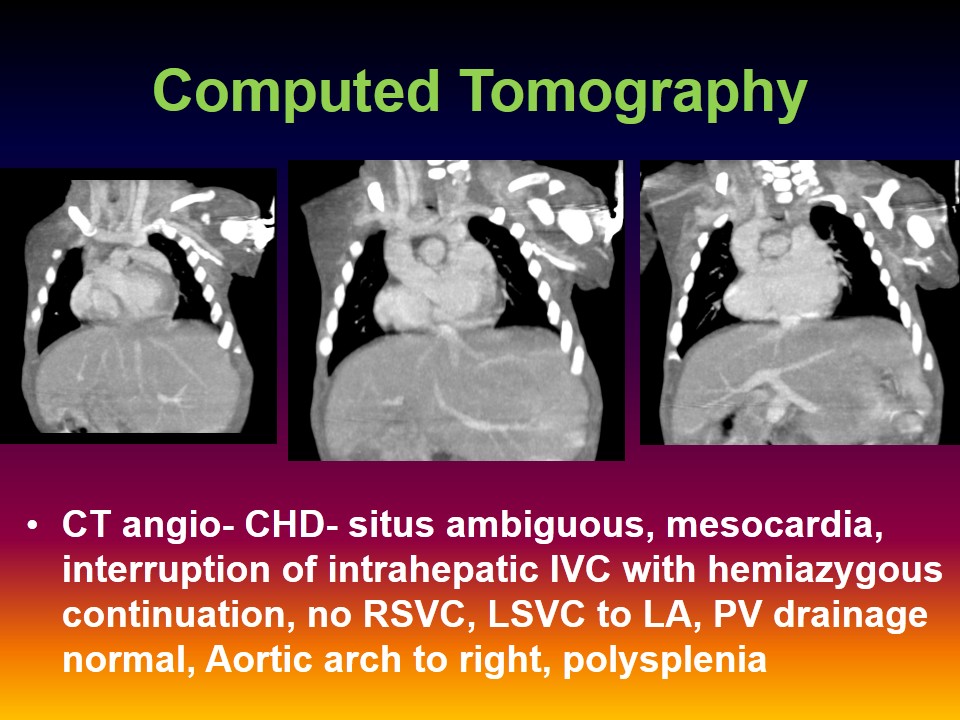 Computed Tomography
• CT angio- CHD- situs ambiguous, mesocardia,
interruption of intrahepatic IVC with hemiazygous
continuation, no RSVC, LSVC to LA, PV drainage
normal, Aortic arch to right, polysplenia